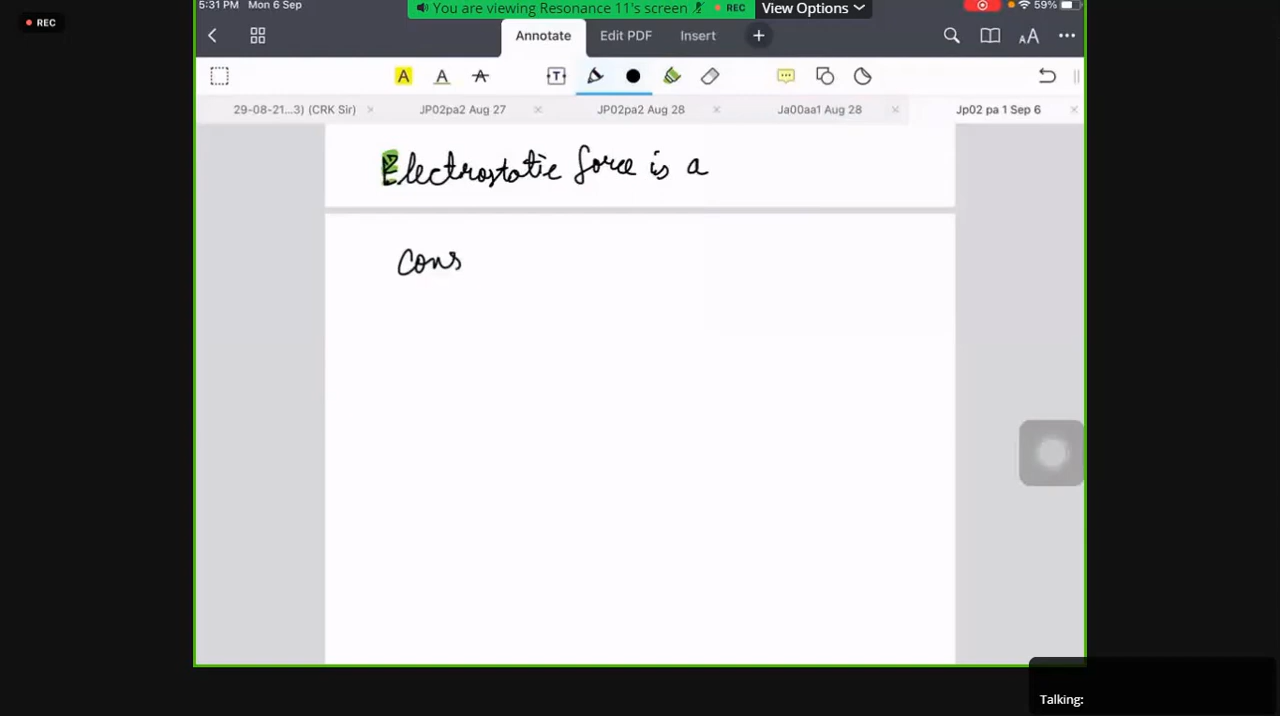 REC
5:31 PM Mon 6 Sep
You are viewing Resonance 11's screen REC
View Options
59%
Annotate Edit PDF Insert +
AA
A A A T
29-08-21...3) (CRK Sir) × JP02pa2 Aug 27 × JP02pa2 Aug 28 × Ja00aa1 Aug 28 × Jp02 pa 1 Sep 6 ×
Electrostatic force is a
cons
Talking: